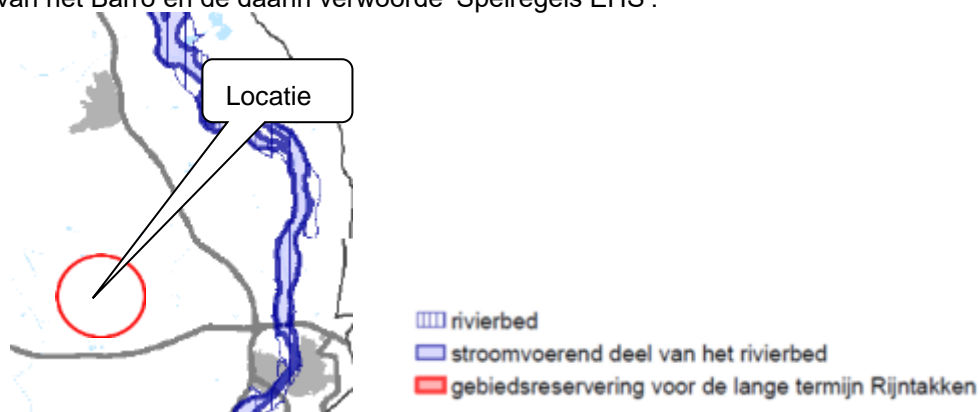 van het Barro en de daarin verwoorde 'Spelregels EHS'.
Locatie
rivierbed
stroomvoerend deel van het rivierbed
gebiedsreservering voor de lange termijn Rijntakken